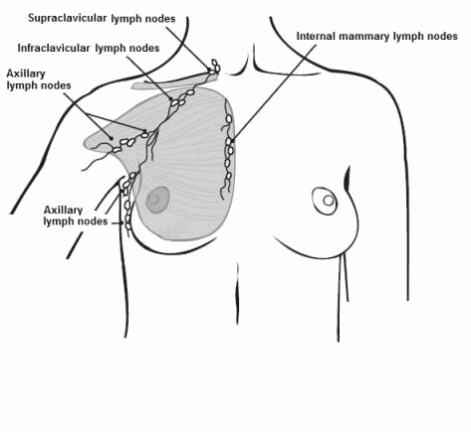 Supraclavicular lymph nodes
Infraclavicular lymph nodes
Internal mammary lymph nodes
Axillary
lymph nodes
Axillary
lymph nodes